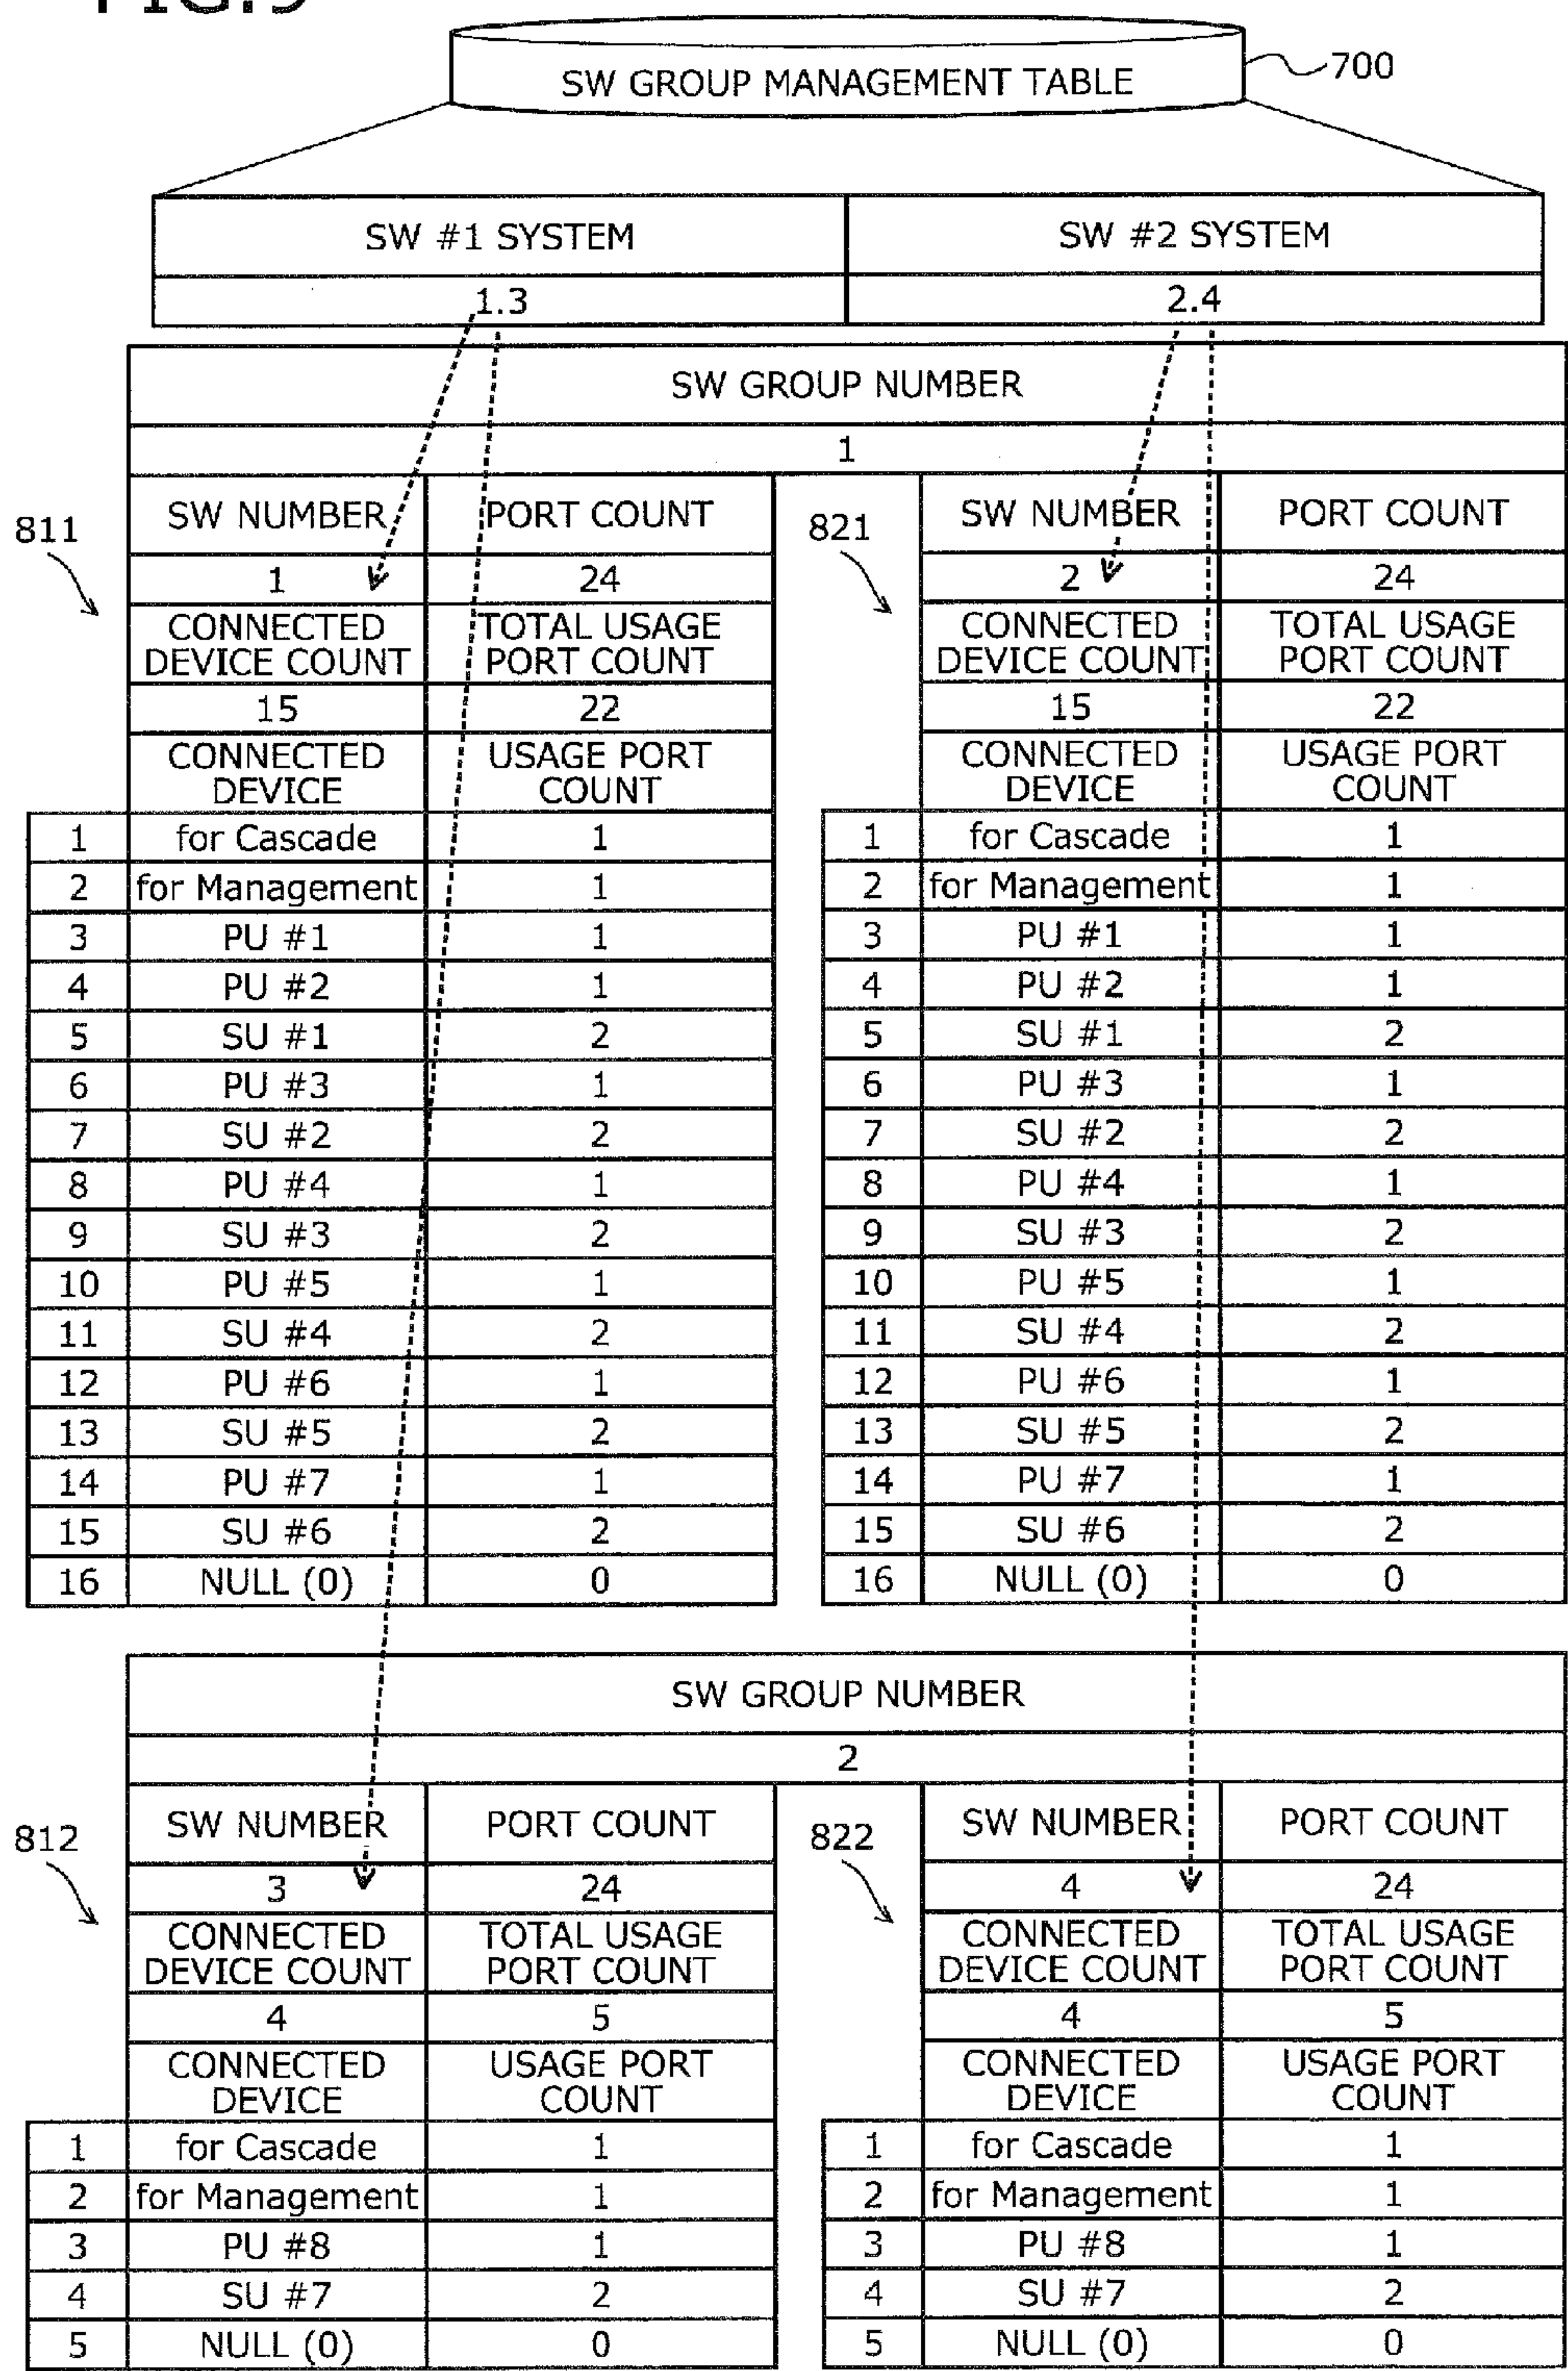 FIG.9
SW GROUP MANAGEMENT TABLE
700
SW #1 SYSTEM SW #2 SYSTEM
1.3 2.4
SW GROUP NUMBER
1
811
SW NUMBER PORT COUNT
1 24
CONNECTED DEVICE COUNT TOTAL USAGE PORT COUNT
15 22
CONNECTED DEVICE USAGE PORT COUNT
1 for Cascade 1
2 for Management 1
3 PU #1 1
4 PU #2 1
5 SU #1 2
6 PU #3 1
7 SU #2 2
8 PU #4 1
9 SU #3 2
10 PU #5 1
11 SU #4 2
12 PU #6 1
13 SU #5 2
14 PU #7 1
15 SU #6 2
16 NULL (0) 0
821
SW NUMBER PORT COUNT
2 24
CONNECTED DEVICE COUNT TOTAL USAGE PORT COUNT
15 22
CONNECTED DEVICE USAGE PORT COUNT
1 for Cascade 1
2 for Management 1
3 PU #1 1
4 PU #2 1
5 SU #1 2
6 PU #3 1
7 SU #2 2
8 PU #4 1
9 SU #3 2
10 PU #5 1
11 SU #4 2
12 PU #6 1
13 SU #5 2
14 PU #7 1
15 SU #6 2
16 NULL (0) 0
SW GROUP NUMBER
2
812
SW NUMBER PORT COUNT
3 24
CONNECTED DEVICE COUNT TOTAL USAGE PORT COUNT
4 5
CONNECTED DEVICE USAGE PORT COUNT
1 for Cascade 1
2 for Management 1
3 PU #8 1
4 SU #7 2
5 NULL (0) 0
822
SW NUMBER PORT COUNT
4 24
CONNECTED DEVICE COUNT TOTAL USAGE PORT COUNT
4 5
CONNECTED DEVICE USAGE PORT COUNT
1 for Cascade 1
2 for Management 1
3 PU #8 1
4 SU #7 2
5 NULL (0) 0